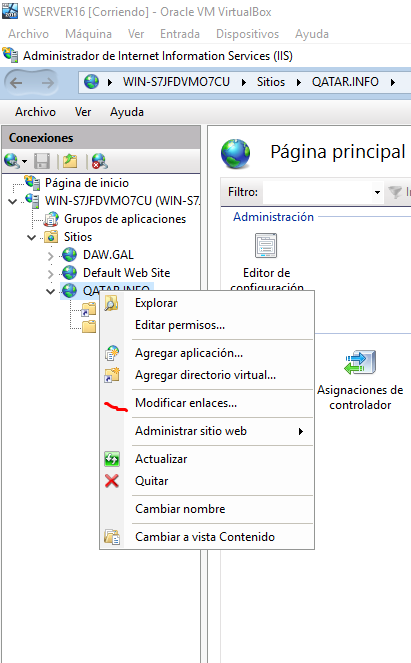 WSERVER16 [Corriendo] - Oracle VM VirtualBox
Archivo Máquina Ver Entrada Dispositivos Ayuda
Administrador de Internet Information Services (IIS)
WIN-S7JFDVMO7CU Sitios QATAR.INFO
Archivo Ver Ayuda
Conexiones
Página de inicio
WIN-S7JFDVMO7CU (WIN-S7
Grupos de aplicaciones
Sitios
DAW.GAL
Default Web Site
QATAR.INFO
Explorar
Editar permisos...
Agregar aplicación...
Agregar directorio virtual...
Modificar enlaces...
Administrar sitio web
Actualizar
Quitar
Cambiar nombre
Cambiar a vista Contenido
Página principal
Filtro:
Administración
Editor de
configuración
Asignaciones de
controlador